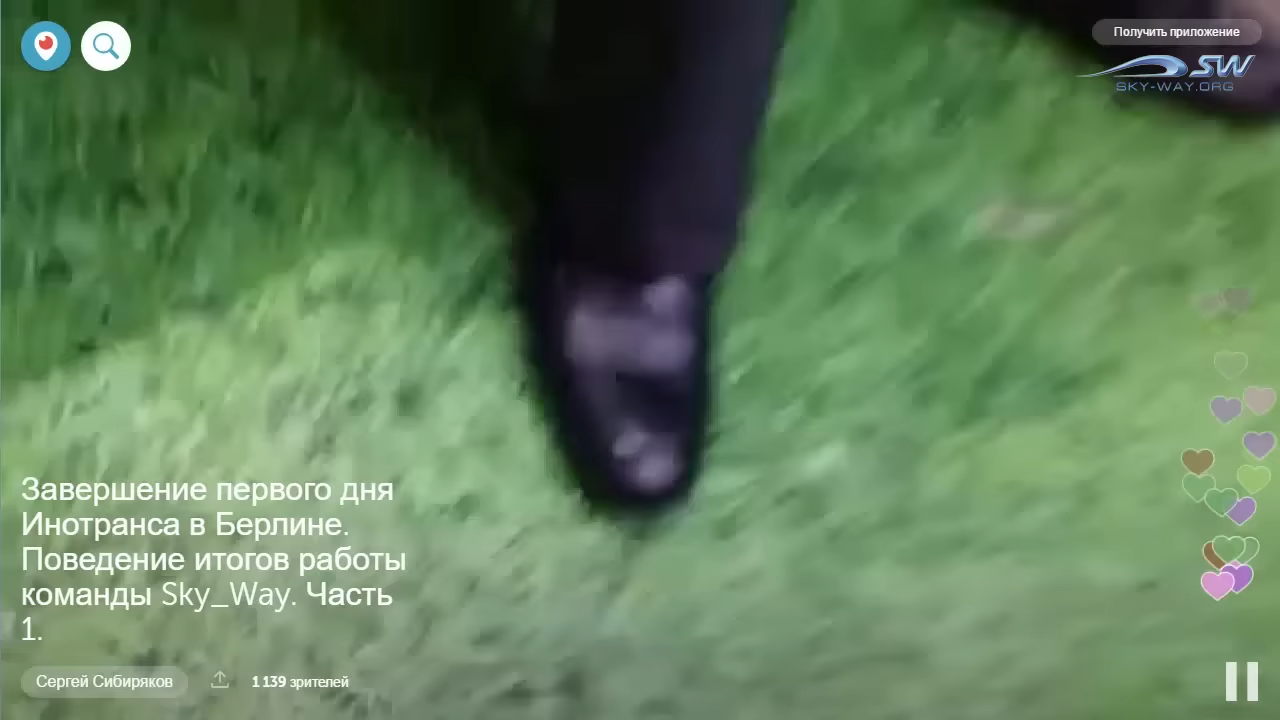 Получить приложение
SW
SKY-WAY.ORG
Завершение первого дня
Инотранса в Берлине.
Поведение итогов работы
команды Sky_Way. Часть
1.
Сергей Сибиряков
1 139 зрителей